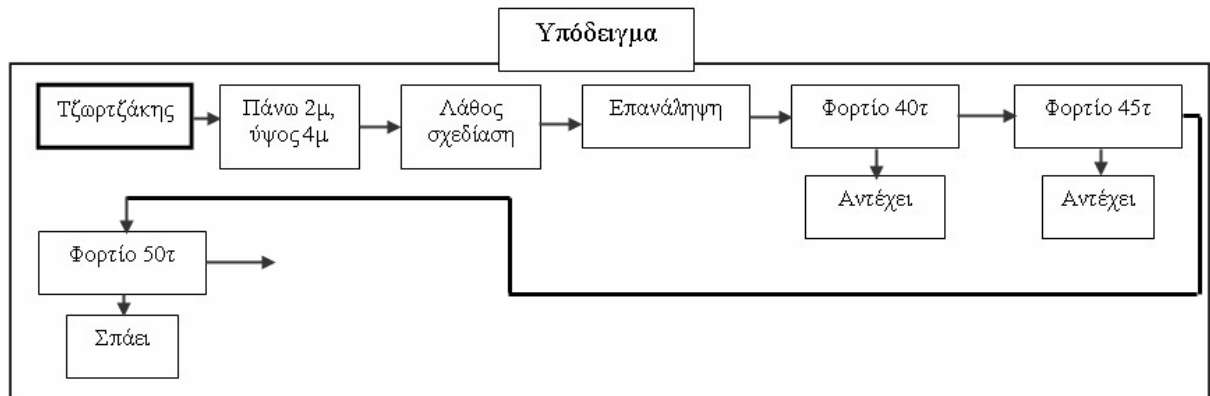 Υπόδειγμα
Τζωρτζάκης
Πάνω 2μ,
ύψος 4μ
Λάθος
σχεδίαση
Επανάληψη
Φορτίο 40τ
Φορτίο 45τ
Αντέχει
Αντέχει
Φορτίο 50τ
Σπάει